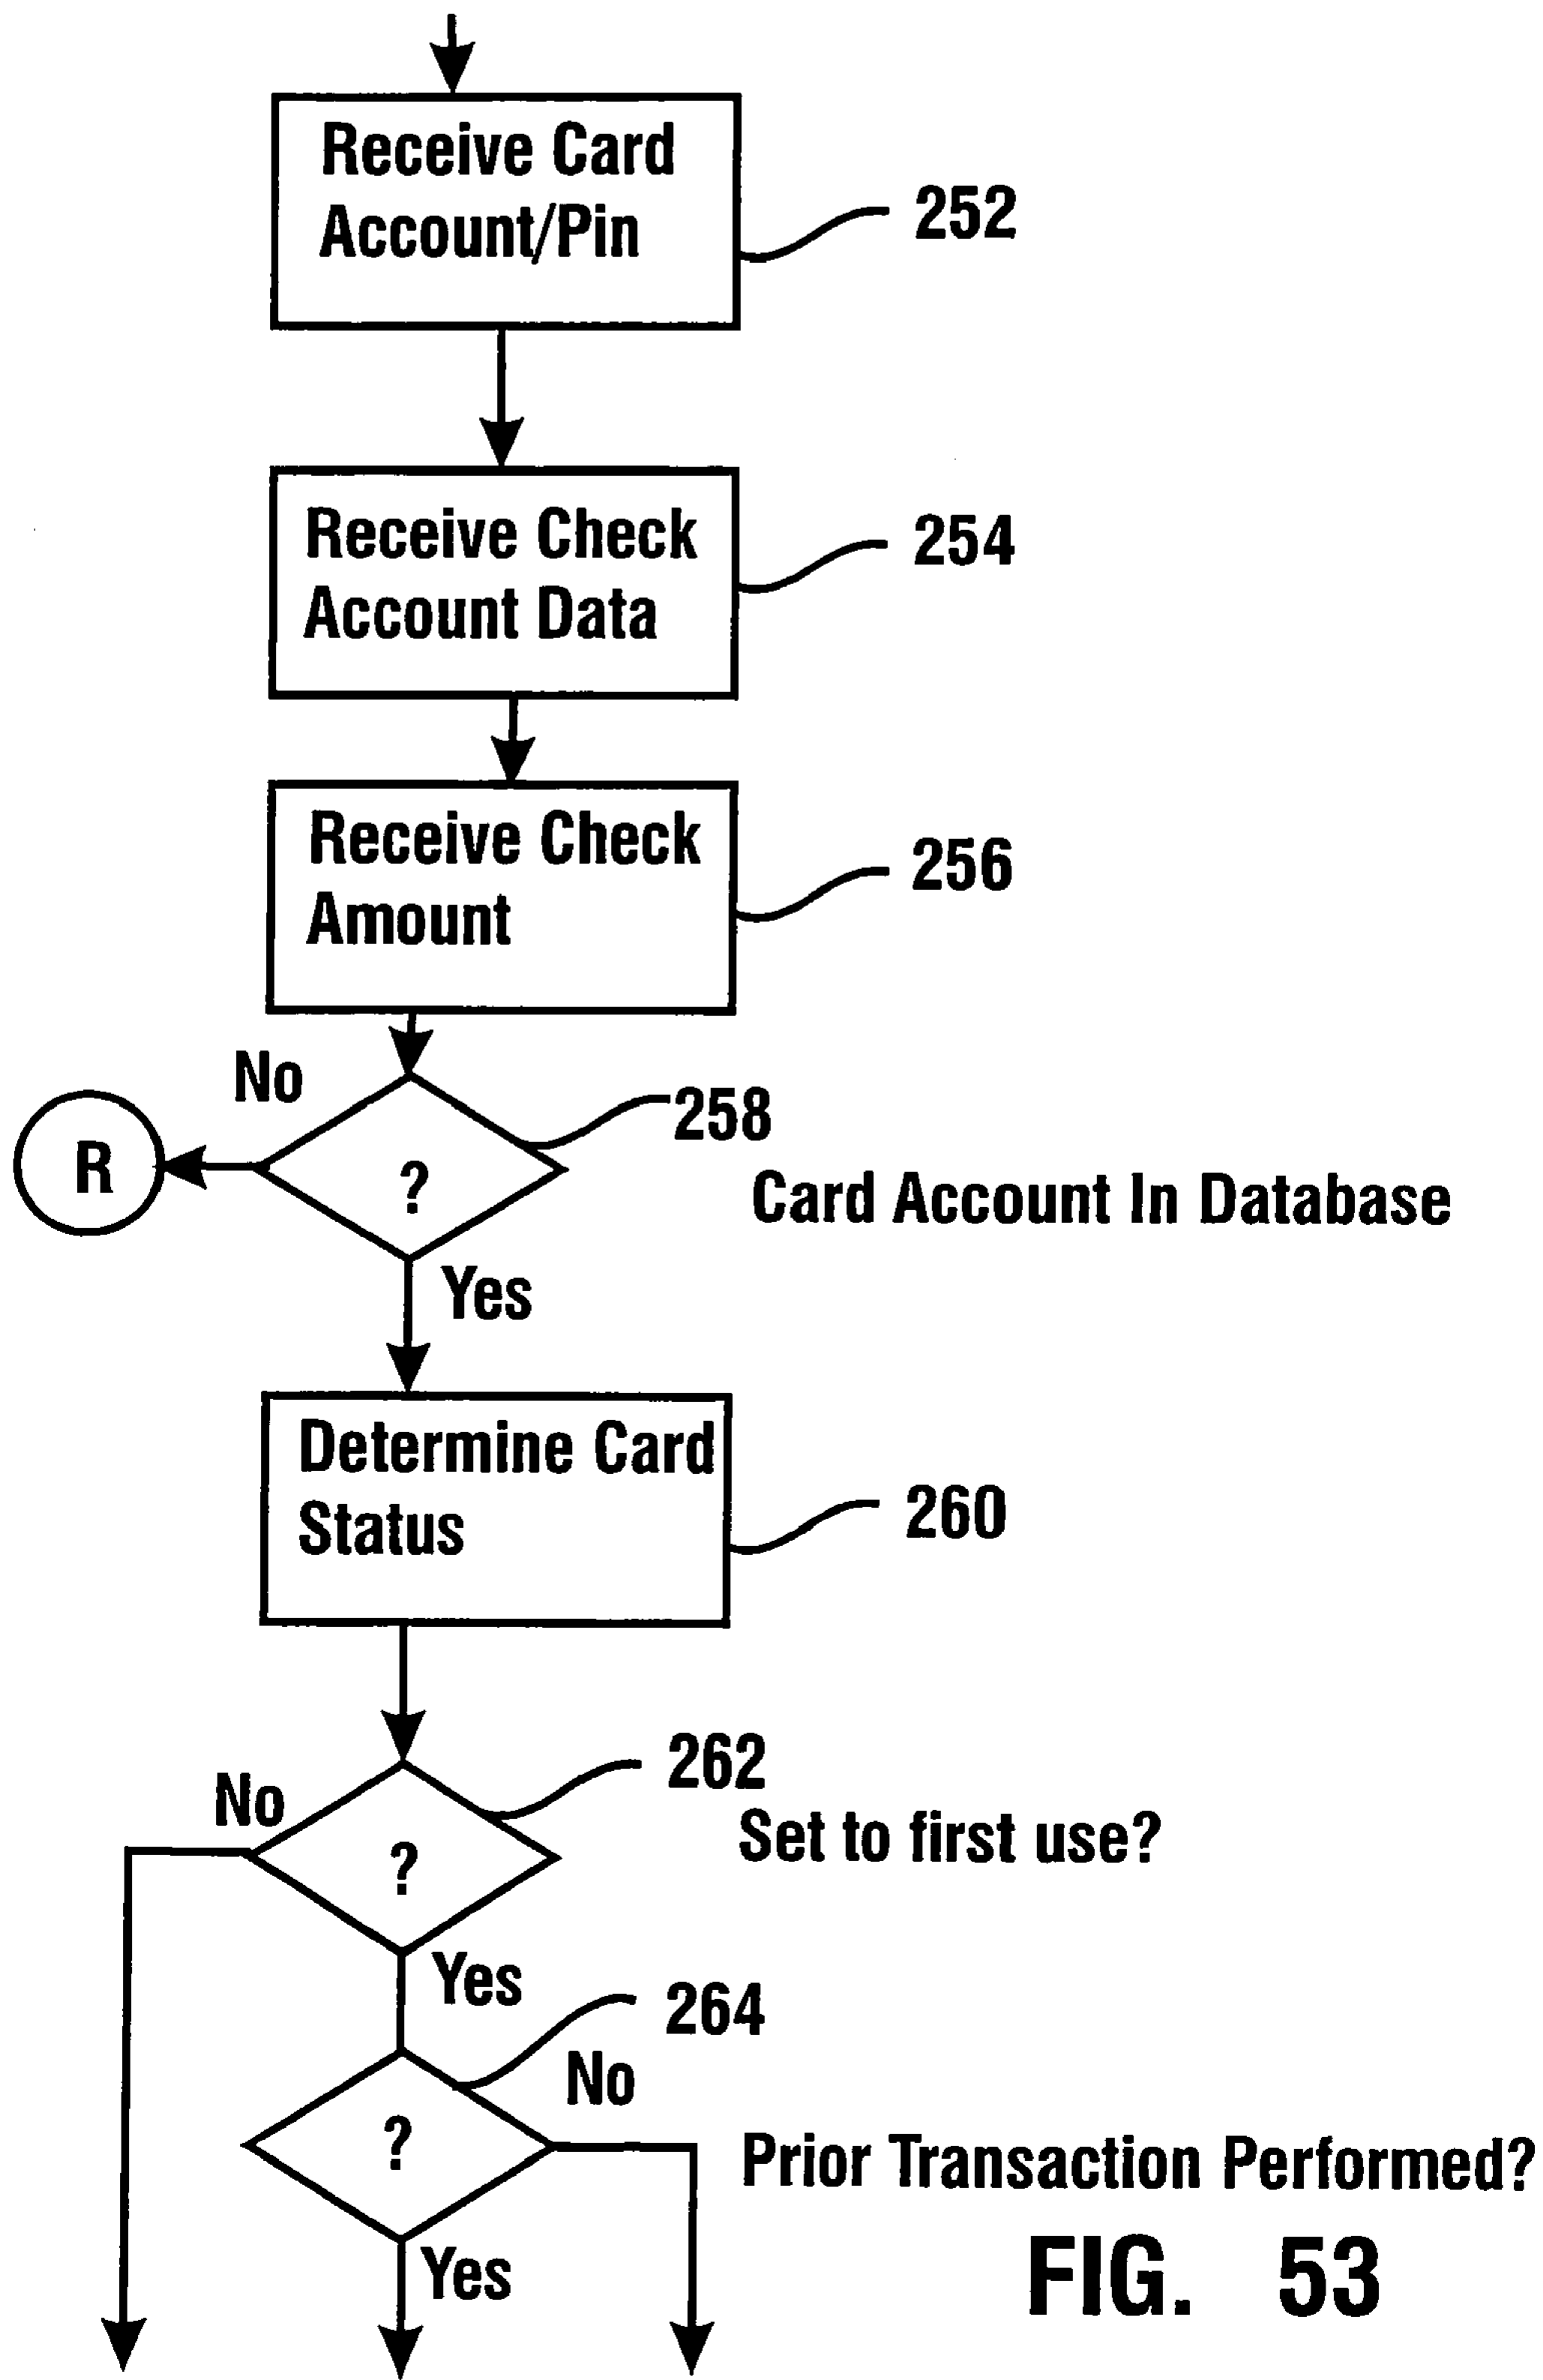 Receive Card
Account/Pin
252
Receive Check
Account Data
254
Receive Check
Amount
256
No
258
R
?
Card Account In Database
Yes
Determine Card
Status
260
262
No
Set to first use?
?
Yes
264
No
?
Prior Transaction Performed?
Yes
FIG. 53